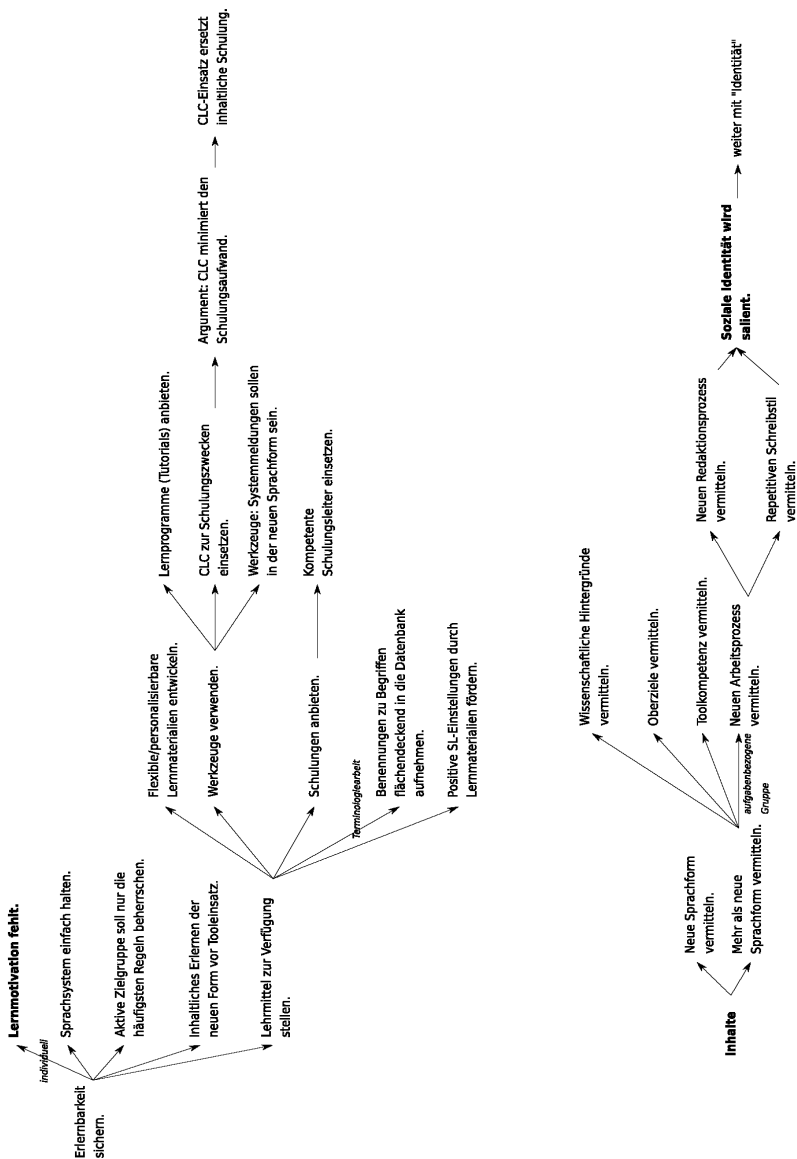 Erlernbarkeit
sichern.
individuell
Lernmotivation fehlt.
Sprachsystem einfach halten.
Aktive Zielgruppe soll nur die
häufigsten Regeln beherrschen.
Inhaltliches Erlernen der
neuen Form vor Tooleinsatz.
Lehrmittel zur Verfügung
stellen.
Flexible/personalisierbare
Lernmaterialien entwickeln.
Werkzeuge verwenden.
Schulungen anbieten.
Terminologiearbeit
Benennungen zu Begriffen
flächendeckend in die Datenbank
aufnehmen.
Positive SL-Einstellungen durch
Lernmaterialien fördern.
Lernprogramme (Tutorials) anbieten.
CLC zur Schulungszwecken
einsetzen.
Werkzeuge: Systemmeldungen sollen
in der neuen Sprachform sein.
Kompetente
Schulungsleiter einsetzen.
Argument: CLC minimiert den
Schulungsaufwand.
CLC-Einsatz ersetzt
inhaltliche Schulung.
Inhalte
Neue Sprachform
vermitteln.
Mehr als neue
Sprachform vermitteln.
aufgabenbezogene
Gruppe
Wissenschaftliche Hintergründe
vermitteln.
Oberziele vermitteln.
Toolkompetenz vermitteln.
Neuen Arbeitsprozess
vermitteln.
Neuen Redaktionsprozess
vermitteln.
Repetitiven Schreibstil
vermitteln.
Soziale Identität wird
salient.
weiter mit "Identität"